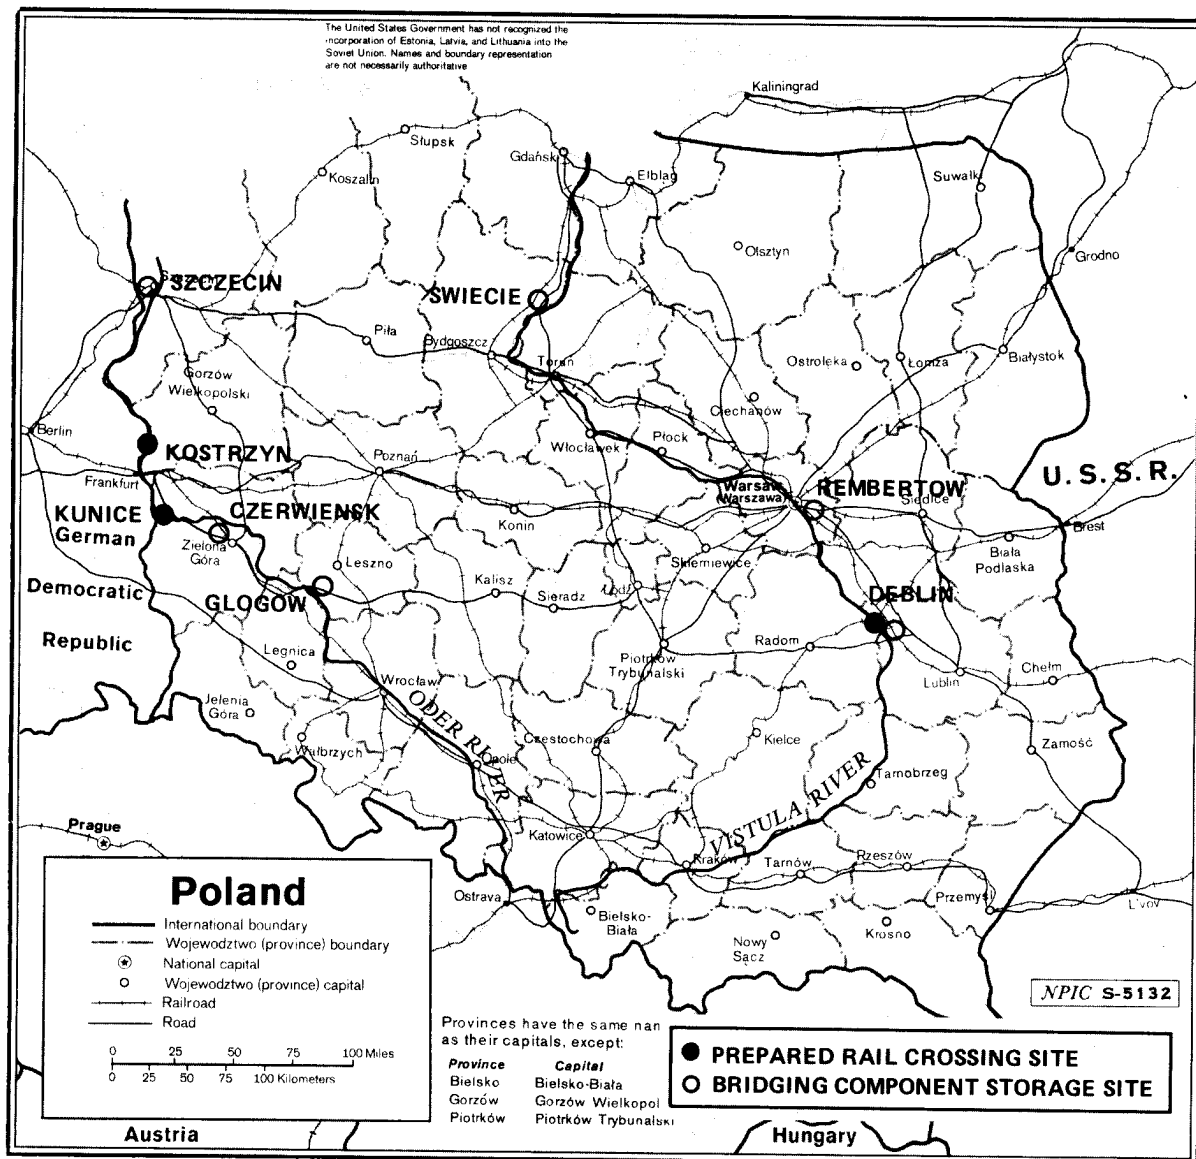 The United States Government has not recognized the
incorporation of Estonia, Latvia, and Lithuania into the
Soviet Union. Names and boundary representation
are not necessarily authoritative
Kaliningrad
Słupsk
Gdańsk
Elbląg
Koszalin
Suwałk
Olsztyn
Grodno
SZCZECIN
SWIECIE
Piła
Bydgoszcz
Toruń
Ostrołęka
Łomża
Białystok
Gorzów
Wielkopolski
Ciechanów
Berlin
Włocławek
Płock
KOSTRZYN
Poznań
Frankfurt
Warsaw
(Warszawa)
REMBERTOW
Siedlce
U.S.S.R.
KUNICE
CZERWIENSK
Konin
Brest
German
Zielona
Góra
Leszno
Skierniewice
Biała
Podlaska
Democratic
GLOGOW
Kalisz
Sieradz
Łódź
DEBLIN
Republic
Legnica
Piotrków
Trybunalski
Radom
Lublin
Chełm
Jelenia
Góra
Wrocław
ODER RIVER
Wałbrzych
Częstochowa
Kielce
Zamość
Opole
Tarnobrzeg
VISTULA RIVER
Prague
Katowice
Kraków
Tarnów
Rzeszów
Ostrava
Przemyśl
L'vov
Bielsko-
Biała
Nowy
Sącz
Krosno
Poland
International boundary
Wojewodztwo (province) boundary
National capital
Wojewodztwo (province) capital
Railroad
Road
0 25 50 75 100 Miles
0 25 50 75 100 Kilometers
NPIC S-5132
Provinces have the same nan
as their capitals, except:
Province Capital
Bielsko Bielsko-Biała
Gorzów Gorzów Wielkopol
Piotrków Piotrków Trybunalski
PREPARED RAIL CROSSING SITE
BRIDGING COMPONENT STORAGE SITE
Austria
Hungary